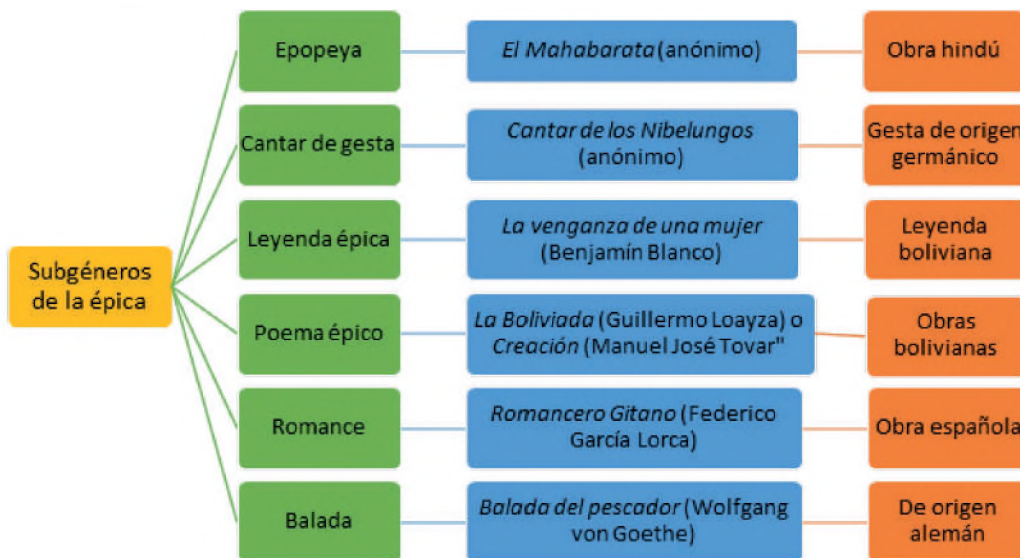 Subgéneros
de la épica
Epopeya
El Mahabarata (anónimo)
Obra hindú
Cantar de gesta
Cantar de los Nibelungos
(anónimo)
Gesta de origen
germánico
Leyenda épica
La venganza de una mujer
(Benjamín Blanco)
Leyenda
boliviana
Poema épico
La Boliviada (Guillermo Loayza) o
Creación (Manuel José Tovar"
Obras
bolivianas
Romance
Romancero Gitano (Federico
García Lorca)
Obra española
Balada
Balada del pescador (Wolfgang
von Goethe)
De origen
alemán